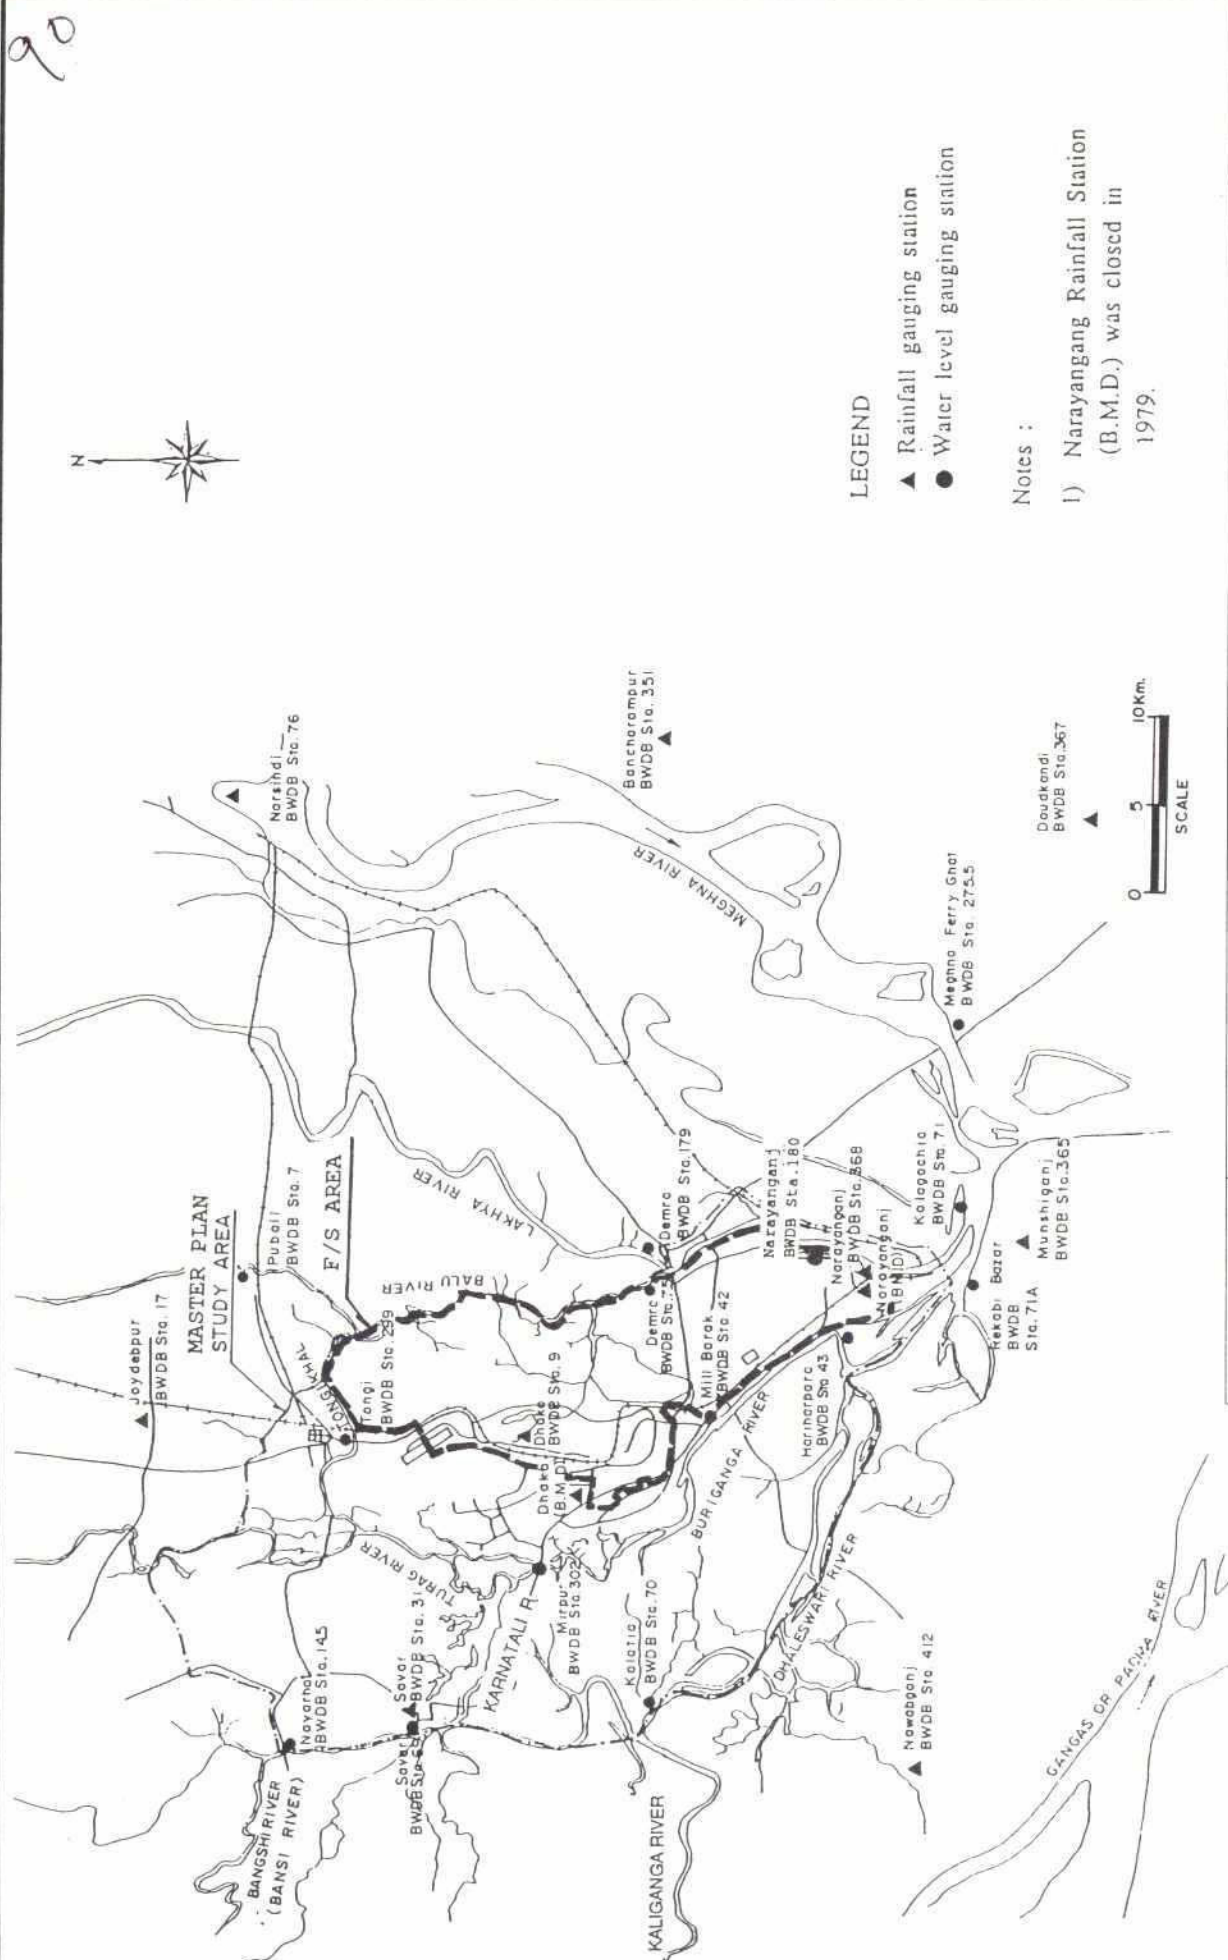 90
N
Joydebpur
BWDB Sta. 17
MASTER PLAN
STUDY AREA
Pubail
BWDB Sta. 7
F/S AREA
Narsindi
BWDB Sta. 76
TONGI KHAL
Tongi
BWDB Sta. 299
BALU RIVER
LAKHYA RIVER
BANGSHI RIVER
(BANSI RIVER)
Nayarhat
BWDB Sta. 14.5
TURAG RIVER
Savar
BWDB Sta. 31
Savar
KARNATALI R
Mirpur
BWDB Sta 302
Dhaka
BWDB Sta. 9
Dhaka
(B.M.D)
Demra
BWDB Sta. 179
Demra
Mill Barak
BWDB Sta 42
Bancharampur
BWDB Sta. 351
MEGHNA RIVER
KALIGANGA RIVER
Kalatia
BWDB Sta. 70
BURIGANGA RIVER
DHALESWARI RIVER
Hariharpara
BWDB Sta 43
Narayanganj
BWDB Sta. 180
Narayanganj
BWDB Sta. 368
Narayanganj
Kalagachia
BWDB Sta. 71
Meghna Ferry Ghat
BWDB Sta 275.5
Rekabi Bazar
BWDB
Sta. 71A
Munshiganj
BWDB Sta. 365
Daudkandi
BWDB Sta. 367
Nawabganj
BWDB Sta 412
GANGAS OR PADMA RIVER
0 5 10Km.
SCALE
LEGEND
▲ Rainfall gauging station
● Water level gauging station
Notes :
1) Narayangang Rainfall Station
(B.M.D.) was closed in
1979.